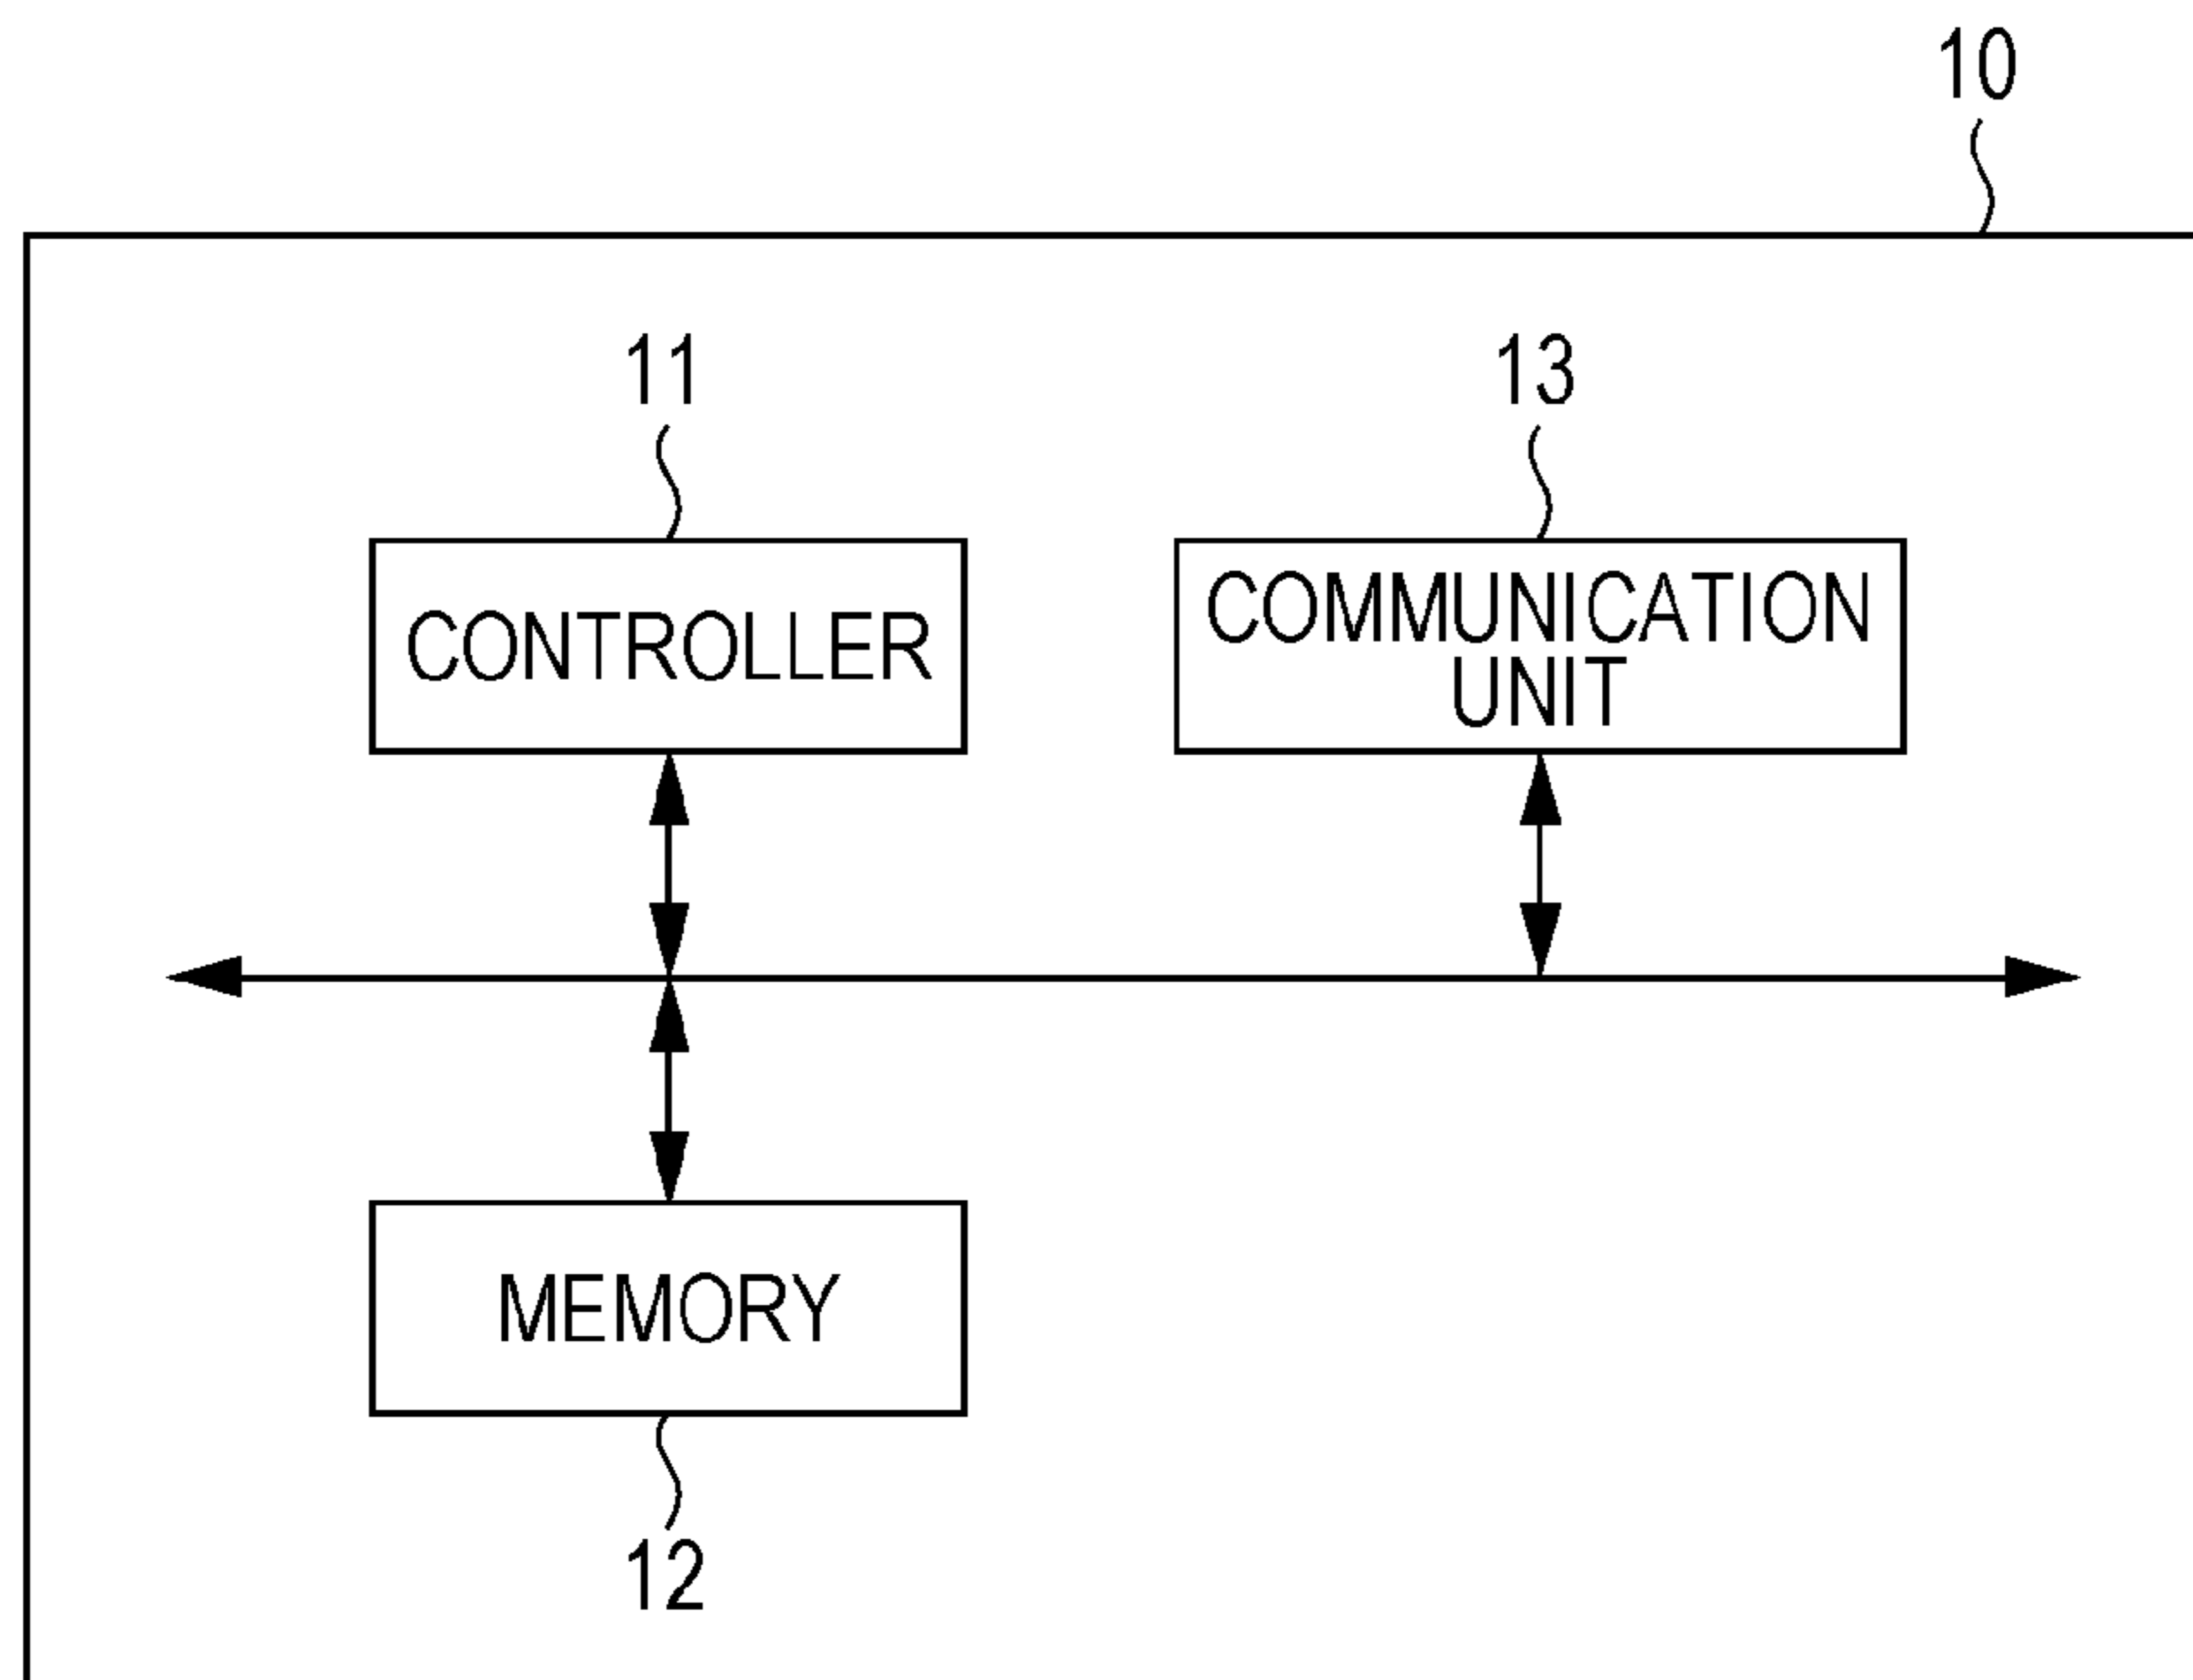 10
11
13
CONTROLLER
COMMUNICATION
UNIT
MEMORY
12